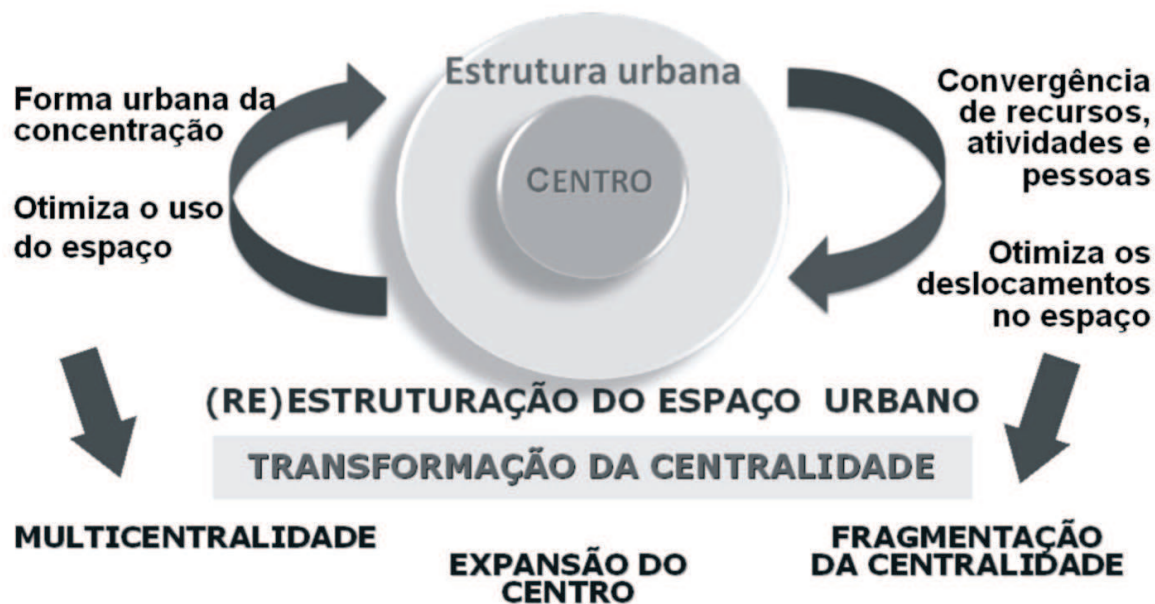 Forma urbana da
concentração
Otimiza o uso
do espaço
Estrutura urbana
CENTRO
Convergência
de recursos,
atividades e
pessoas
Otimiza os
deslocamentos
no espaço
(RE)ESTRUTURAÇÃO DO ESPAÇO URBANO
TRANSFORMAÇÃO DA CENTRALIDADE
MULTICENTRALIDADE
EXPANSÃO DO
CENTRO
FRAGMENTAÇÃO
DA CENTRALIDADE